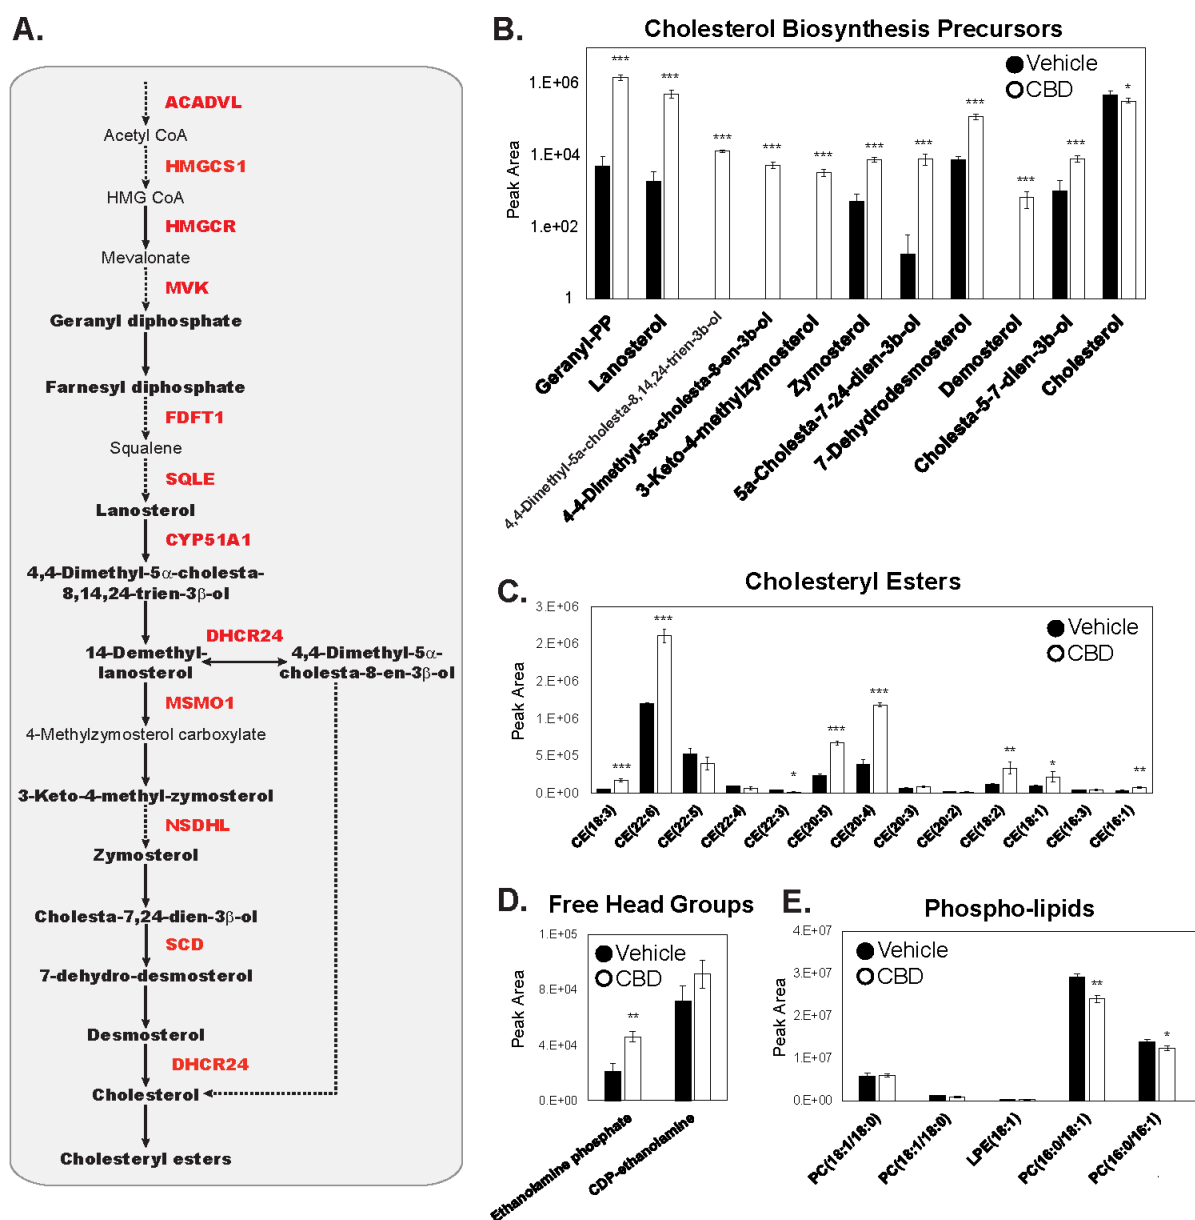 A.
ACADVL
Acetyl CoA
HMGCS1
HMG CoA
HMGCR
Mevalonate
MVK
Geranyl diphosphate
Farnesyl diphosphate
FDFT1
Squalene
SQLE
Lanosterol
CYP51A1
4,4-Dimethyl-5α-cholesta-
8,14,24-trien-3β-ol
DHCR24
14-Demethyl-
lanosterol
4,4-Dimethyl-5α-
cholesta-8-en-3β-ol
MSMO1
4-Methylzymosterol carboxylate
3-Keto-4-methyl-zymosterol
NSDHL
Zymosterol
Cholesta-7,24-dien-3β-ol
SCD
7-dehydro-desmosterol
Desmosterol
DHCR24
Cholesterol
Cholesteryl esters
B.
Cholesterol Biosynthesis Precursors
Vehicle
CBD
Peak Area
1.E+06
1.E+04
1.e+02
1
***
***
***
***
***
***
***
***
***
***
*
Geranyl-PP
Lanosterol
4,4-Dimethyl-5a-cholesta-8,14,24-trien-3b-ol
4-4-Dimethyl-5a-cholesta-8-en-3b-ol
3-Keto-4-methylzymosterol
Zymosterol
5a-Cholesta-7-24-dien-3b-ol
7-Dehydrodesmosterol
Demosterol
Cholesta-5-7-dien-3b-ol
Cholesterol
C.
Cholesteryl Esters
Vehicle
CBD
Peak Area
3.E+06
2.E+06
2.E+06
1.E+06
5.E+05
0.E+00
***
***
*
***
***
**
*
**
CE(18:3)
CE(22:6)
CE(22:5)
CE(22:4)
CE(22:3)
CE(20:5)
CE(20:4)
CE(20:3)
CE(20:2)
CE(18:2)
CE(18:1)
CE(16:3)
CE(16:1)
D.
Free Head Groups
Vehicle
CBD
Peak Area
1.E+05
8.E+04
4.E+04
0.E+00
**
Ethanolamine phosphate
CDP-ethanolamine
E.
Phospho-lipids
Vehicle
CBD
Peak Area
4.E+07
3.E+07
2.E+07
1.E+07
0.E+00
**
*
PC(18:1/18:0)
PC(18:1/18:0)
LPE(18:1)
PC(16:0/18:1)
PC(16:0/16:1)